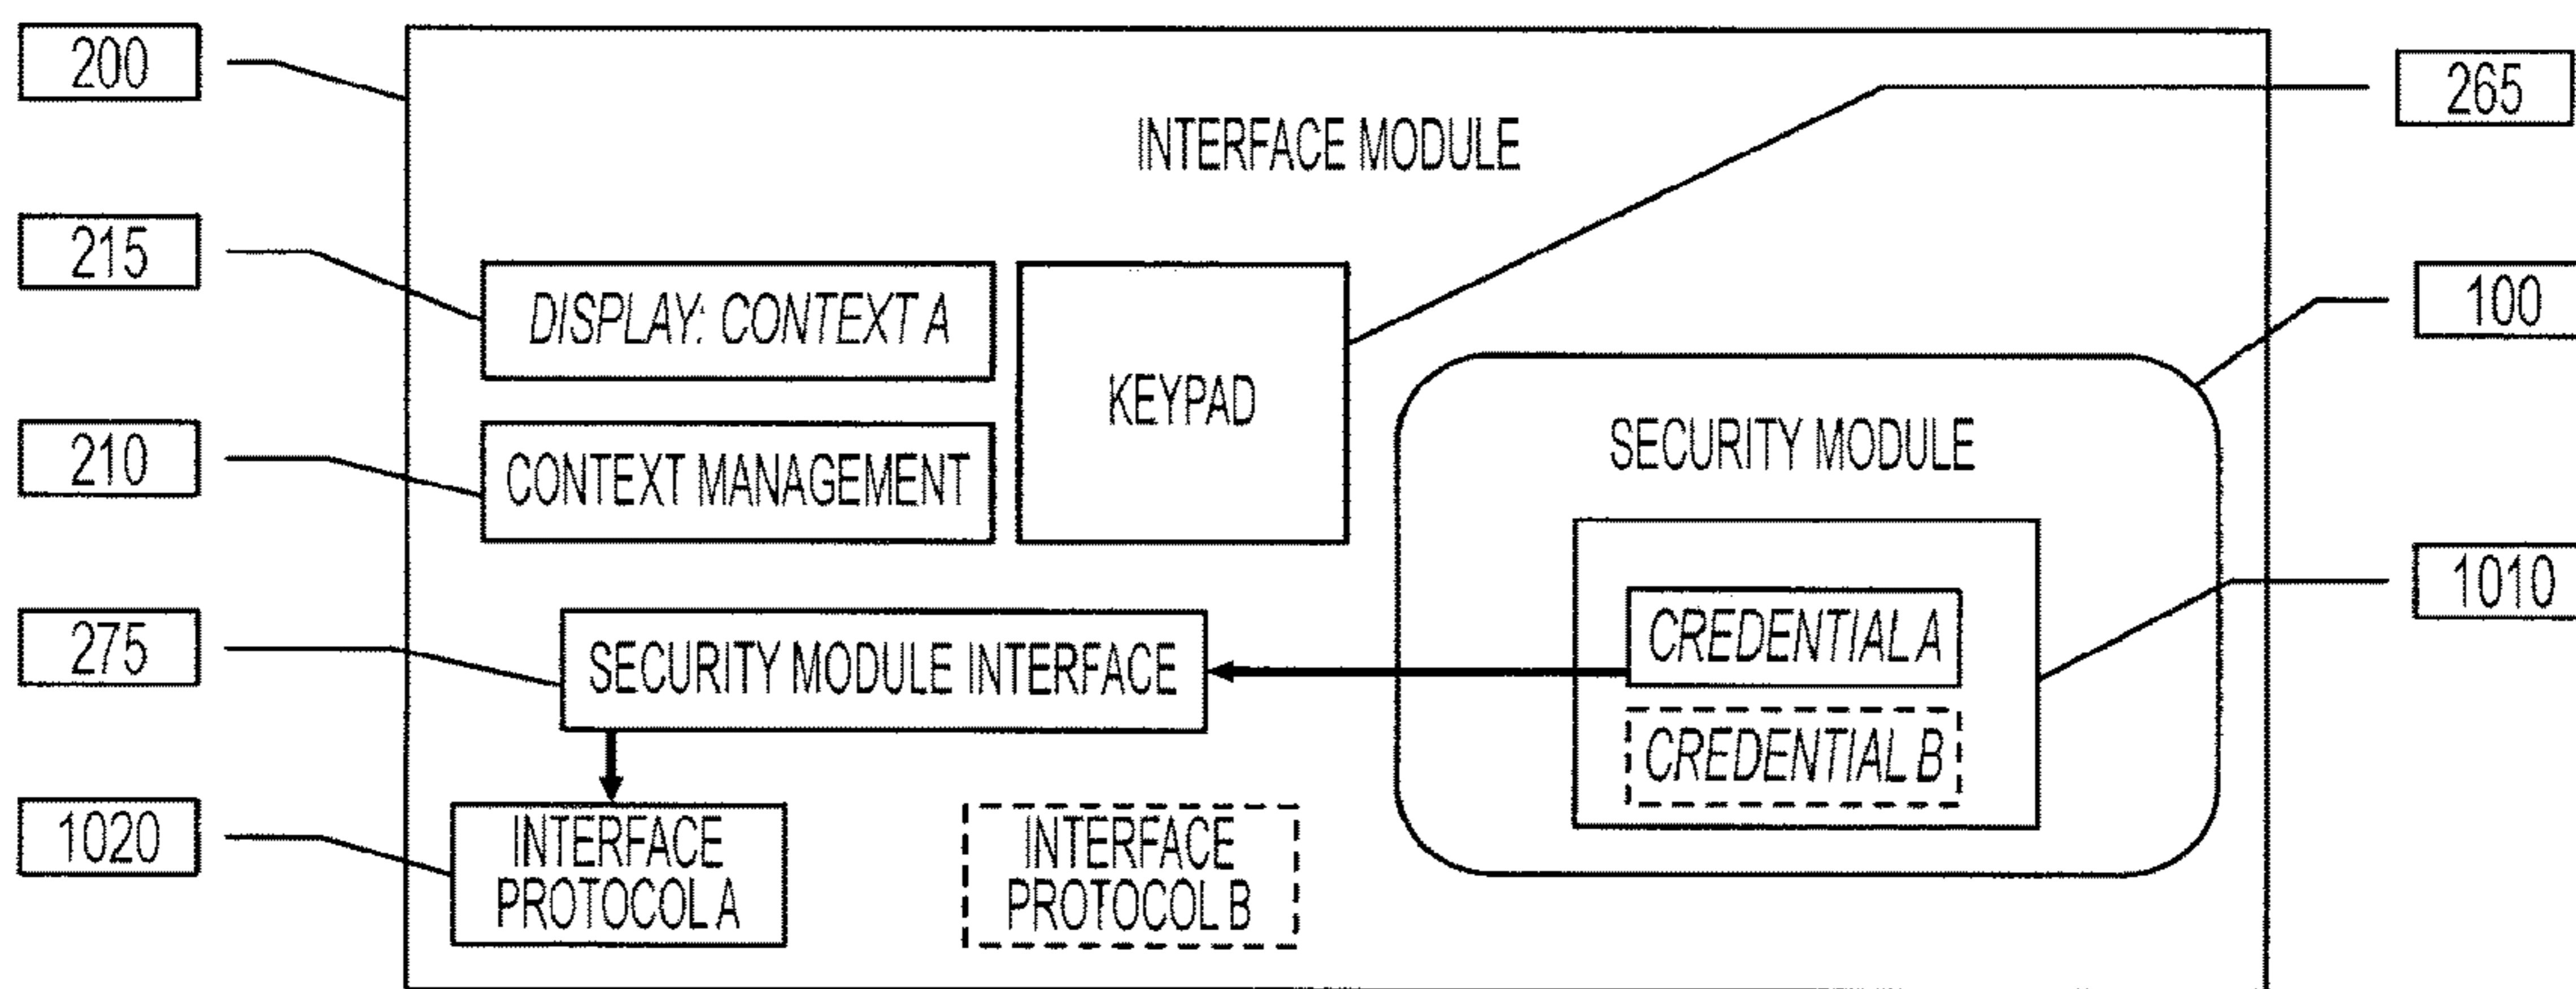 200
265
INTERFACE MODULE
215
100
DISPLAY: CONTEXT A
KEYPAD
210
SECURITY MODULE
CONTEXT MANAGEMENT
1010
275
CREDENTIAL A
SECURITY MODULE INTERFACE
CREDENTIAL B
1020
INTERFACE
PROTOCOL A
INTERFACE
PROTOCOL B